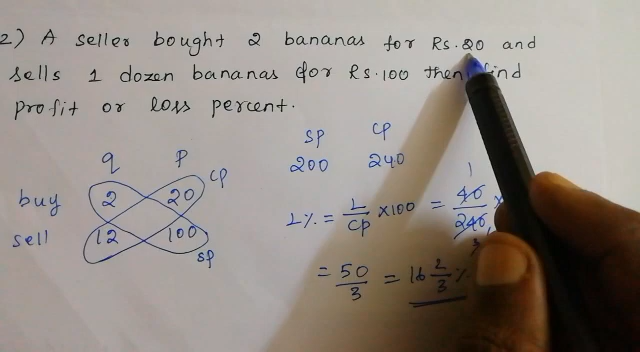 2) A seller bought 2 bananas for Rs.20 and
sells 1 dozen bananas for Rs.100 then find
profit or loss percent.
q P
buy 2 20 CP
sell 12 100 SP
SP CP
200 240
L% = L/CP ×100 = 40/240 ×
1
= 50/3 = 16 2/3 %